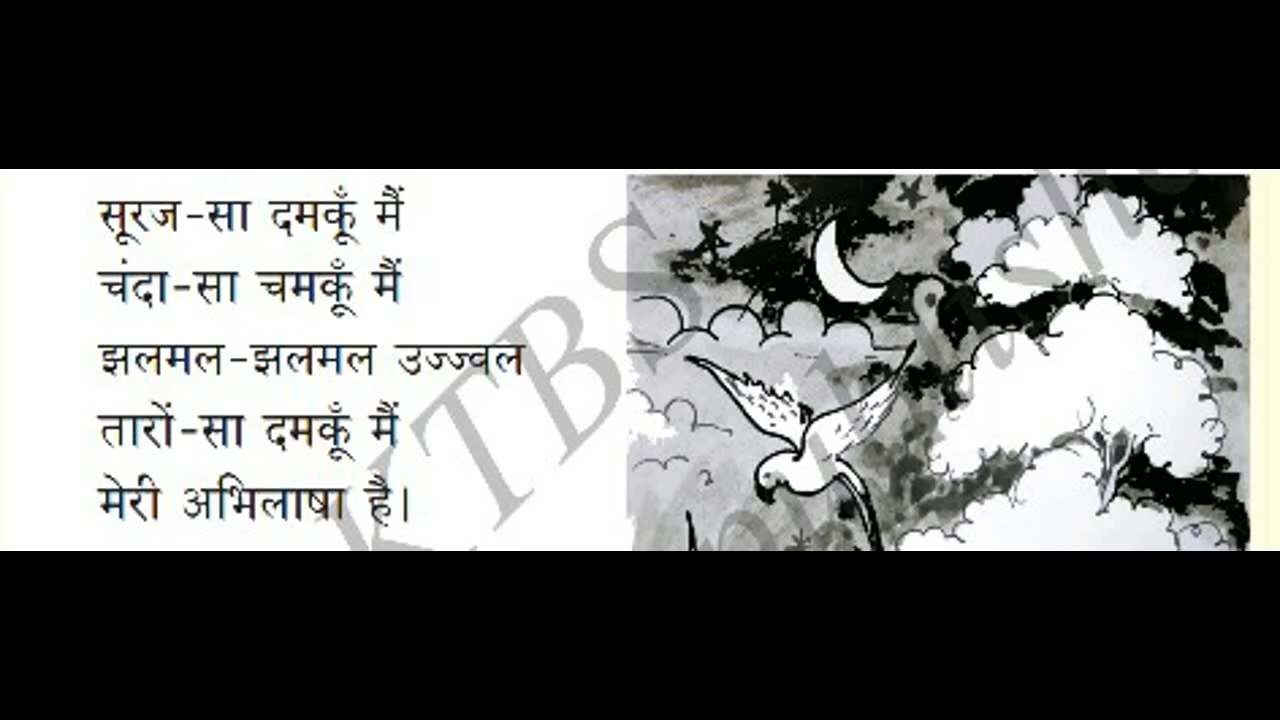 सूरज-सा दमकूँ मैं
चंदा-सा चमकूँ मैं
झलमल-झलमल उज्ज्वल
तारों-सा दमकूँ मैं
मेरी अभिलाषा है।
KTBS